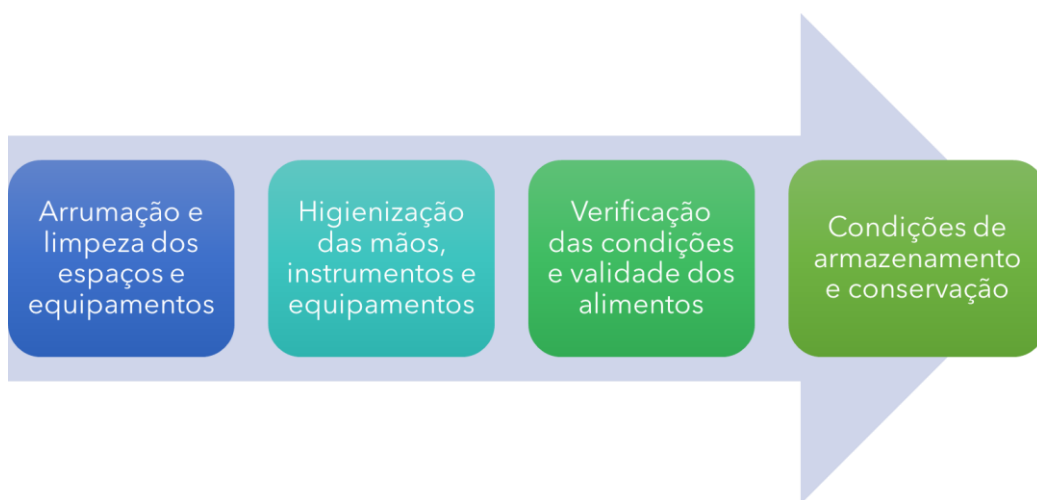 Arrumação e
limpeza dos
espaços e
equipamentos
Higienização
das mãos,
instrumentos e
equipamentos
Verificação
das condições
e validade dos
alimentos
Condições de
armazenamento
e conservação